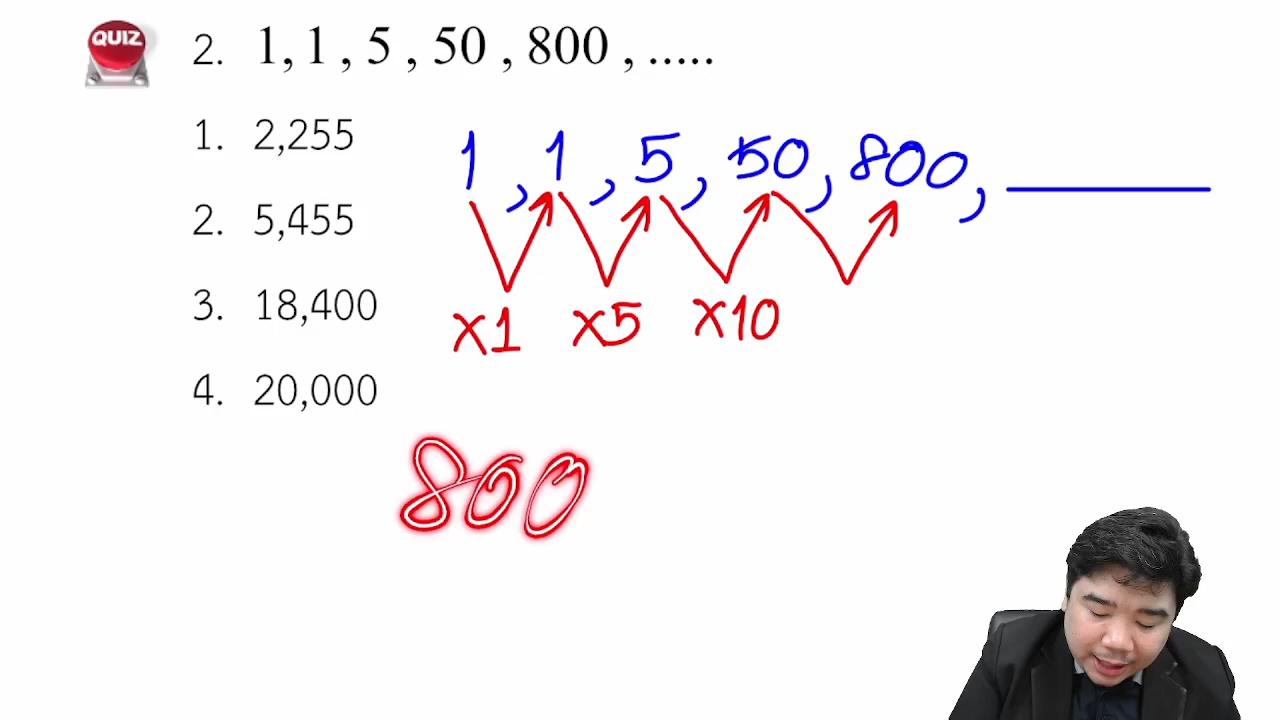 QUIZ
2. 1, 1 , 5 , 50 , 800 , .....
1. 2,255
2. 5,455
3. 18,400
4. 20,000
1, 1, 5, 50, 800, ______
x1 x5 x10
800